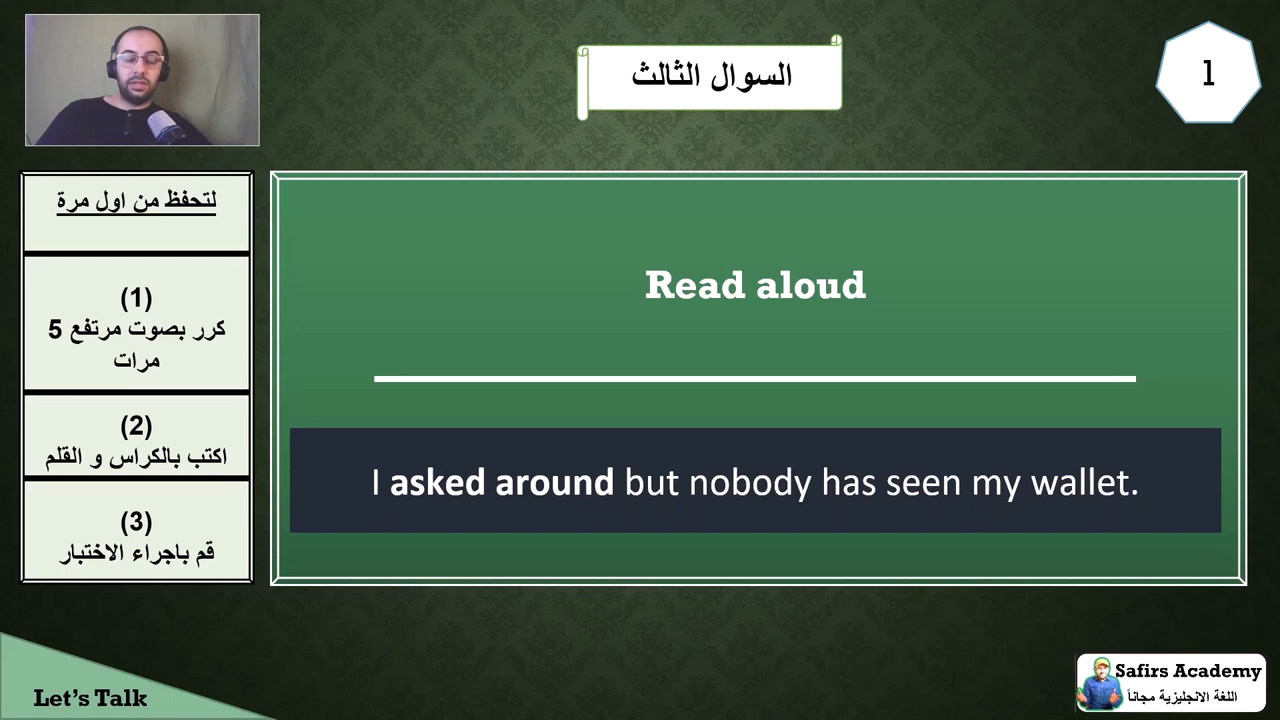 السوال الثالث
1
لتحفظ من اول مرة
(1)
كرر بصوت مرتفع 5
مرات
(2)
اكتب بالكراس و القلم
(3)
قم باجراء الاختبار
Read aloud
I asked around but nobody has seen my wallet.
Let's Talk
Safirs Academy
اللغة الانجليزية مجاناً